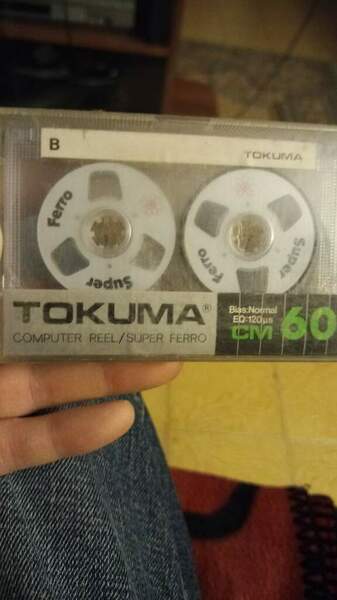 B
TOKUMA
Ferro
Super
Ferro
Super
TOKUMA®
COMPUTER REEL/SUPER FERRO
Bias:Normal
EQ:120µs
CM 60